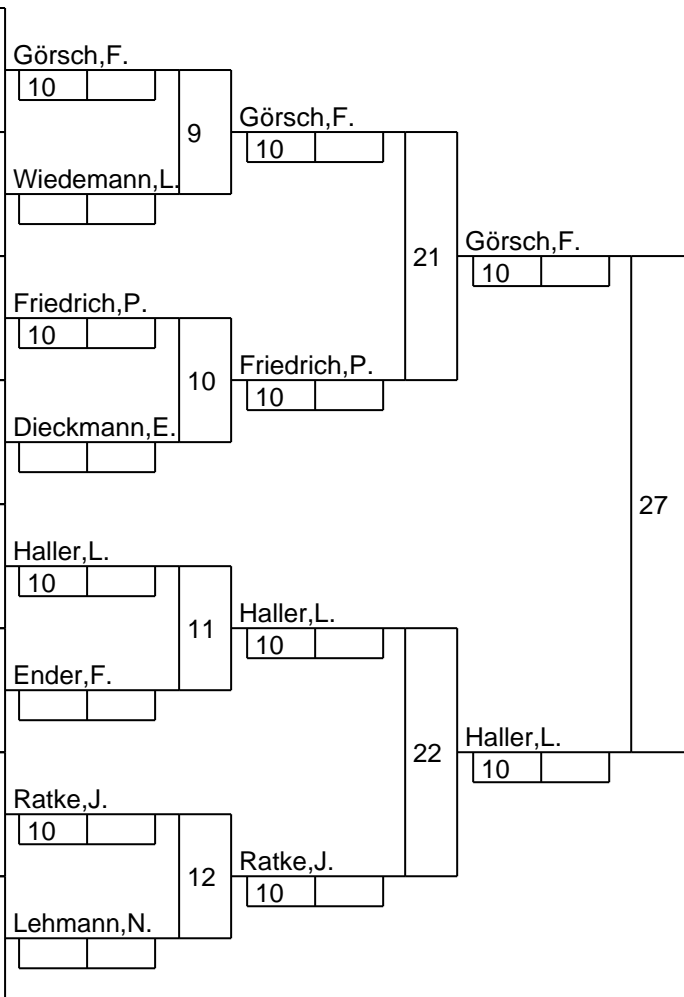 Görsch,F.
10
9
Görsch,F.
10
Wiedemann,L.
21
Görsch,F.
10
Friedrich,P.
10
10
Friedrich,P.
10
Dieckmann,E.
27
Haller,L.
10
11
Haller,L.
10
Ender,F.
22
Haller,L.
10
Ratke,J.
10
12
Ratke,J.
10
Lehmann,N.